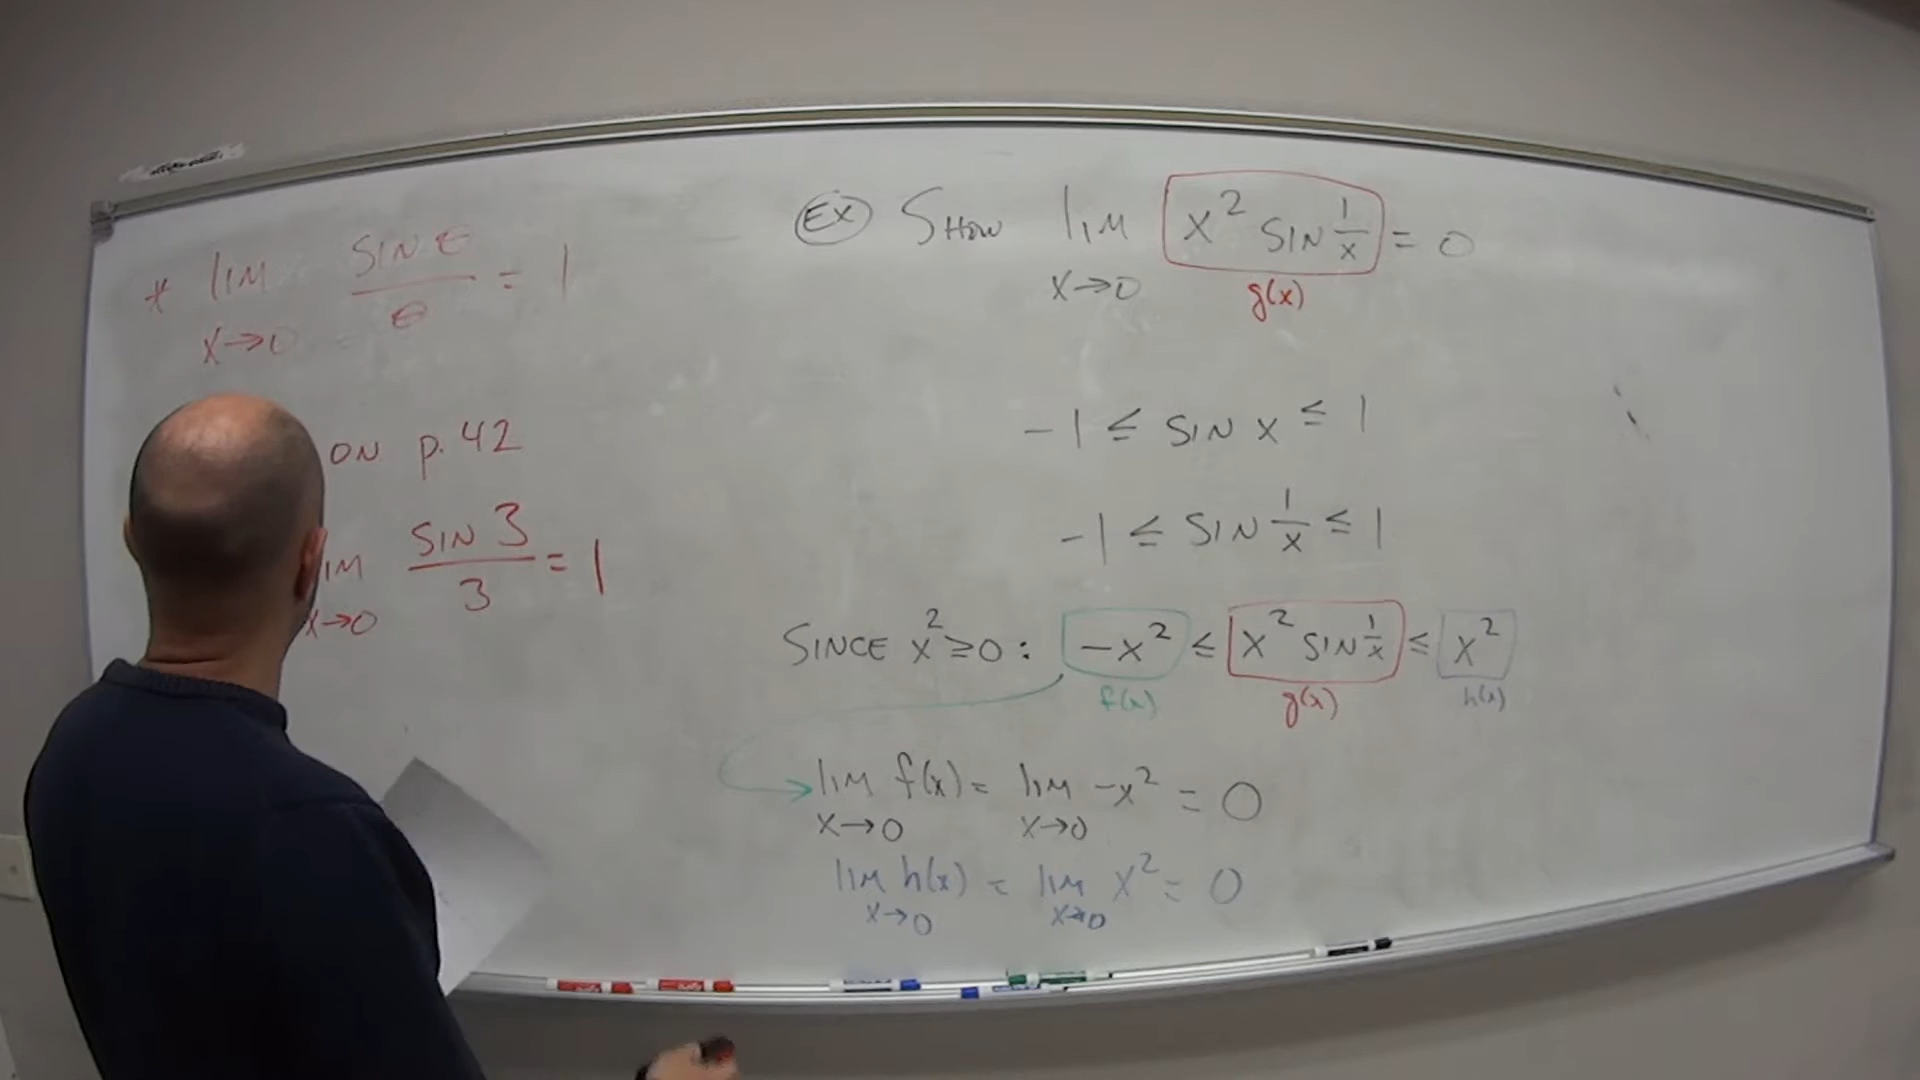 * lim sin θ / θ = 1
x→0
on p. 42
im sin 3 / 3 = 1
x→0
Ex Show lim x² sin 1/x = 0
x→0 g(x)
-1 ≤ sin x ≤ 1
-1 ≤ sin 1/x ≤ 1
Since x² ≥ 0: -x² ≤ x² sin 1/x ≤ x²
f(x) g(x) h(x)
lim f(x) = lim -x² = 0
x→0 x→0
lim h(x) = lim x² = 0
x→0 x→0